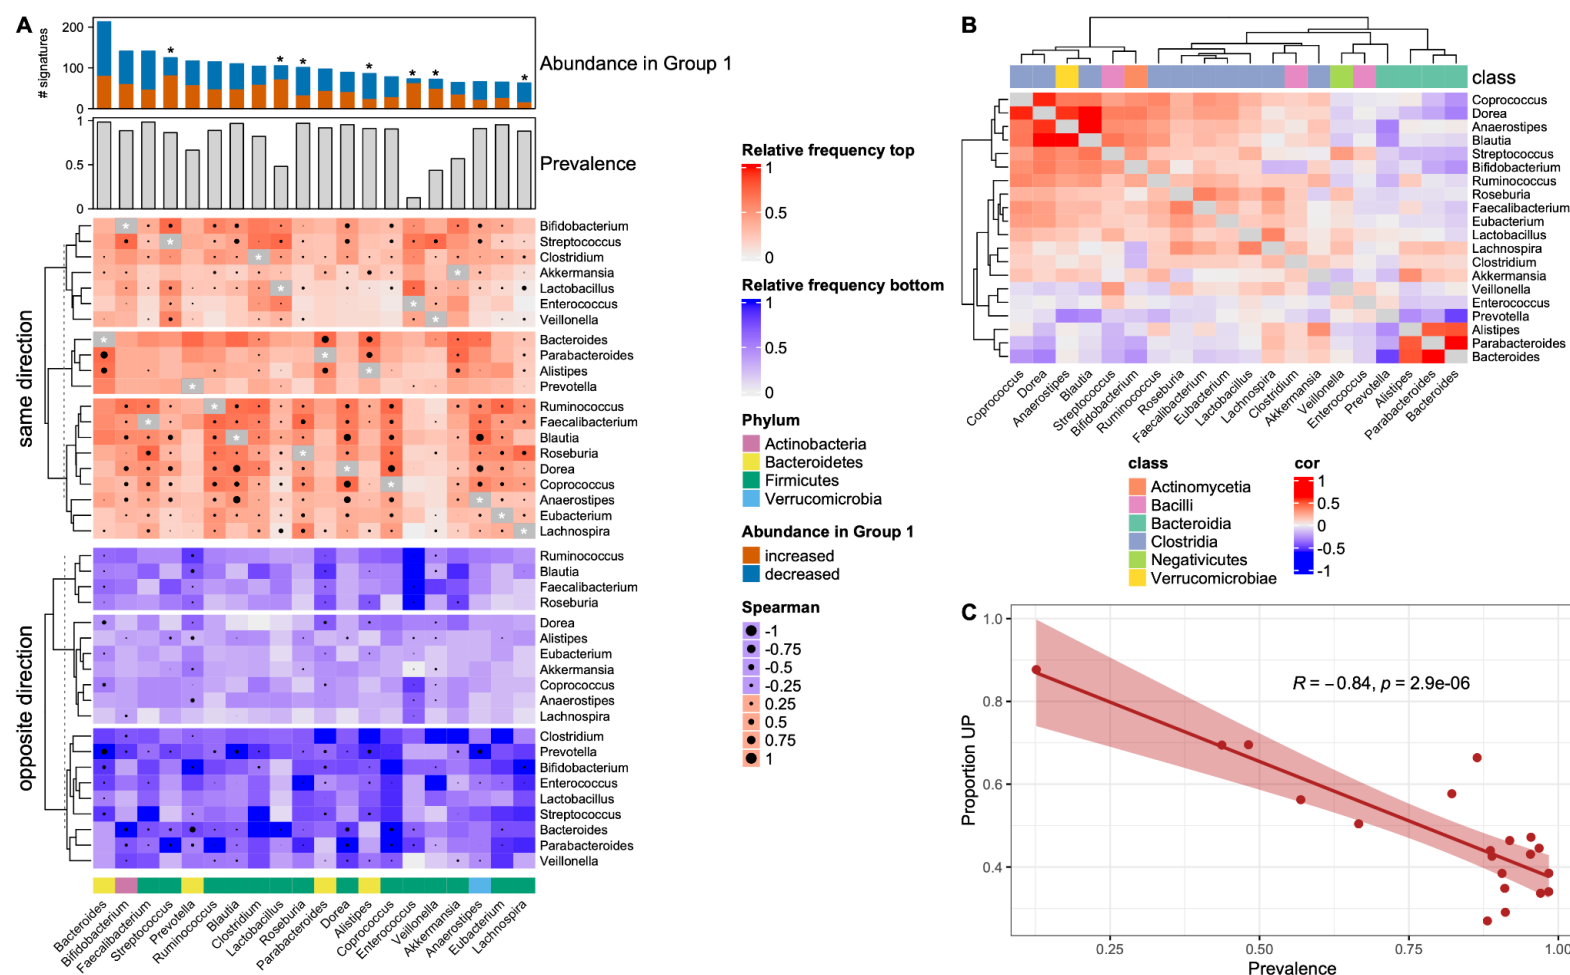 A
# signatures
200
100
0
* * * * * * *
Abundance in Group 1
1
0.5
0
Prevalence
same direction
Bifidobacterium
Streptococcus
Clostridium
Akkermansia
Lactobacillus
Enterococcus
Veillonella
Bacteroides
Parabacteroides
Alistipes
Prevotella
Ruminococcus
Faecalibacterium
Blautia
Roseburia
Dorea
Coprococcus
Anaerostipes
Eubacterium
Lachnospira
opposite direction
Ruminococcus
Blautia
Faecalibacterium
Roseburia
Dorea
Alistipes
Eubacterium
Akkermansia
Coprococcus
Anaerostipes
Lachnospira
Clostridium
Prevotella
Bifidobacterium
Enterococcus
Lactobacillus
Streptococcus
Bacteroides
Parabacteroides
Veillonella
Bacteroides
Bifidobacterium
Faecalibacterium
Streptococcus
Prevotella
Ruminococcus
Blautia
Clostridium
Lactobacillus
Roseburia
Parabacteroides
Dorea
Alistipes
Coprococcus
Enterococcus
Veillonella
Akkermansia
Anaerostipes
Eubacterium
Lachnospira
Relative frequency top
1
0.5
0
Relative frequency bottom
1
0.5
0
Phylum
Actinobacteria
Bacteroidetes
Firmicutes
Verrucomicrobia
Abundance in Group 1
increased
decreased
Spearman
-1
-0.75
-0.5
-0.25
0.25
0.5
0.75
1
B
class
Coprococcus
Dorea
Anaerostipes
Blautia
Streptococcus
Bifidobacterium
Ruminococcus
Roseburia
Faecalibacterium
Eubacterium
Lactobacillus
Lachnospira
Clostridium
Akkermansia
Veillonella
Enterococcus
Prevotella
Alistipes
Parabacteroides
Bacteroides
Coprococcus
Dorea
Anaerostipes
Blautia
Streptococcus
Bifidobacterium
Ruminococcus
Roseburia
Faecalibacterium
Eubacterium
Lactobacillus
Lachnospira
Clostridium
Akkermansia
Veillonella
Enterococcus
Prevotella
Alistipes
Parabacteroides
Bacteroides
class
Actinomycetia
Bacilli
Bacteroidia
Clostridia
Negativicutes
Verrucomicrobiae
cor
1
0.5
0
-0.5
-1
C
Proportion UP
1.0
0.8
0.6
0.4
R = −0.84, p = 2.9e-06
0.25
0.50
0.75
1.00
Prevalence